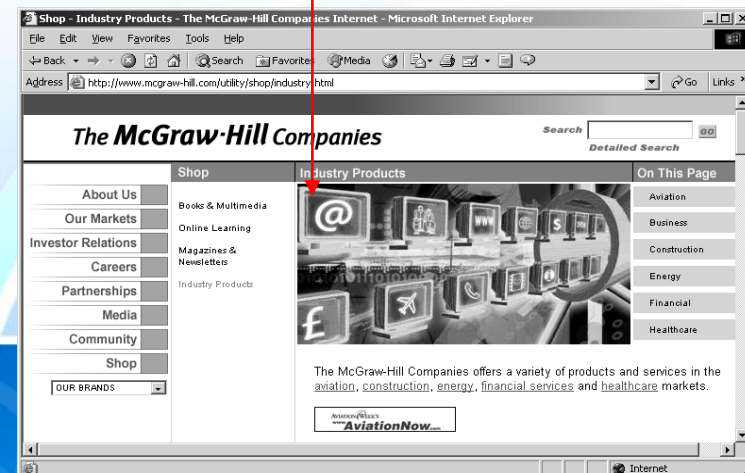 Shop - Industry Products - The McGraw-Hill Companies Internet - Microsoft Internet Explorer
File Edit View Favorites Tools Help
Back Search Favorites Media
Address http://www.mcgraw-hill.com/utility/shop/industry.html Go Links »
The McGraw-Hill Companies
Search GO
Detailed Search
Shop
Industry Products
On This Page
About Us
Our Markets
Investor Relations
Careers
Partnerships
Media
Community
Shop
OUR BRANDS
Books & Multimedia
Online Learning
Magazines &
Newsletters
Industry Products
@ WWW $
£
Aviation
Business
Construction
Energy
Financial
Healthcare
The McGraw-Hill Companies offers a variety of products and services in the
aviation, construction, energy, financial services and healthcare markets.
AVIATION WEEK'S
www.AviationNow.com
Internet